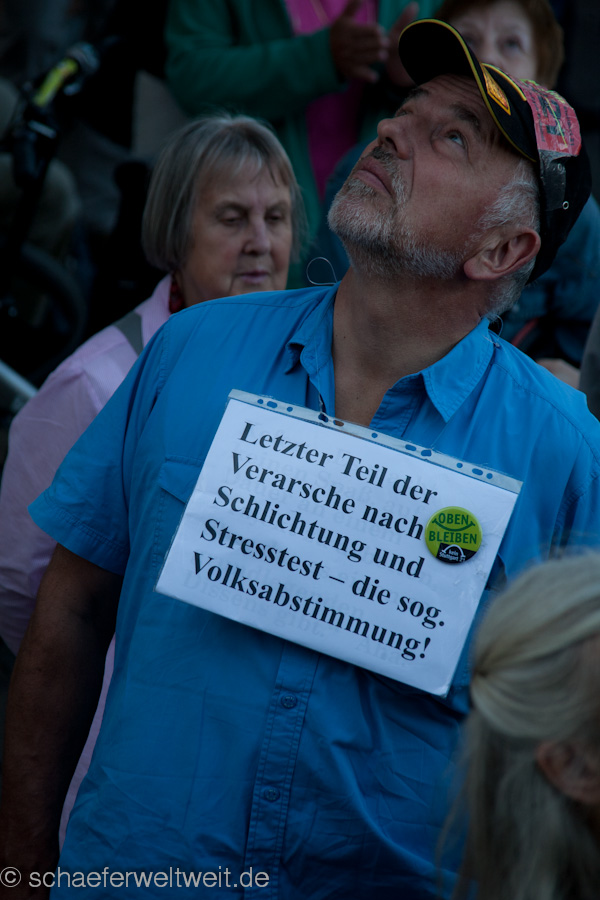 Letzter Teil der
Verarsche nach
Schlichtung und
Stresstest – die sog.
Volksabstimmung!
OBEN
BLEIBEN
© schaeferweltweit.de